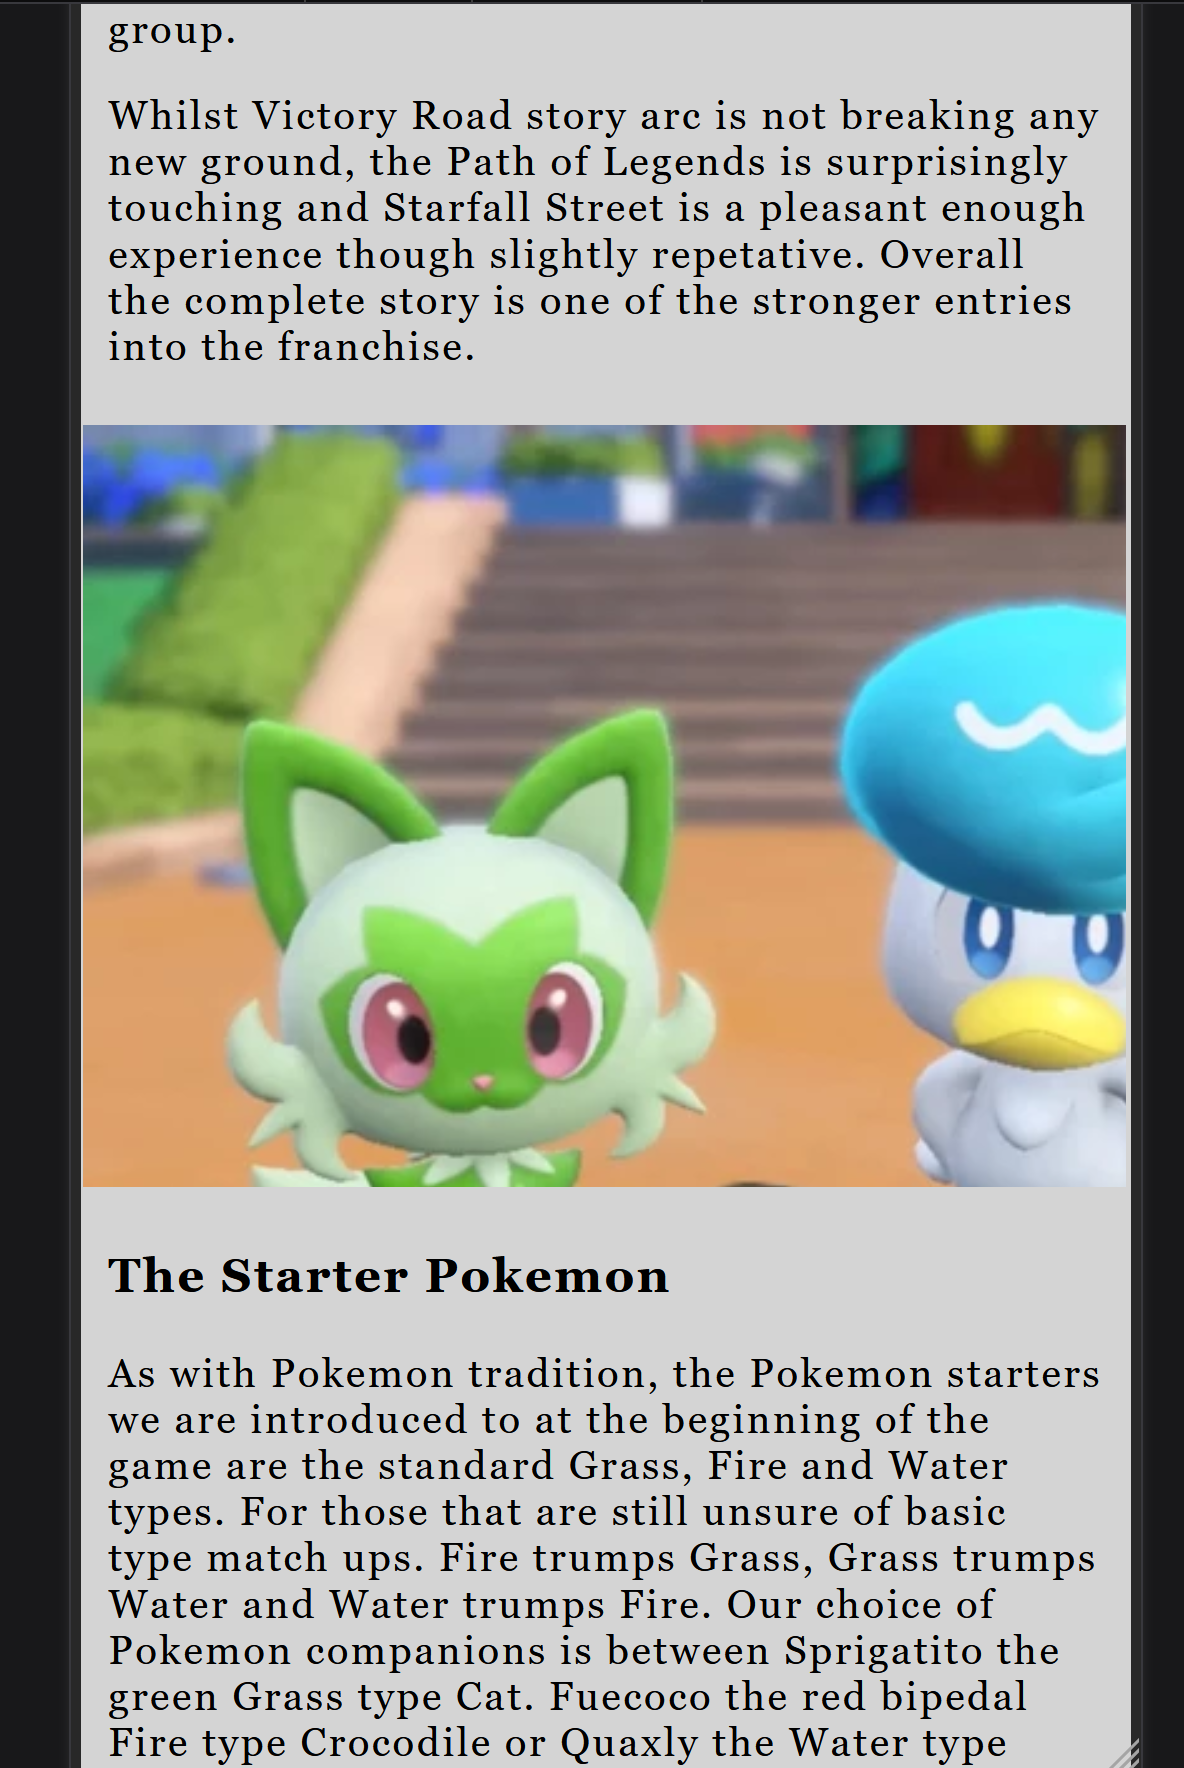 group.
Whilst Victory Road story arc is not breaking any
new ground, the Path of Legends is surprisingly
touching and Starfall Street is a pleasant enough
experience though slightly repetative. Overall
the complete story is one of the stronger entries
into the franchise.
The Starter Pokemon
As with Pokemon tradition, the Pokemon starters
we are introduced to at the beginning of the
game are the standard Grass, Fire and Water
types. For those that are still unsure of basic
type match ups. Fire trumps Grass, Grass trumps
Water and Water trumps Fire. Our choice of
Pokemon companions is between Sprigatito the
green Grass type Cat. Fuecoco the red bipedal
Fire type Crocodile or Quaxly the Water type